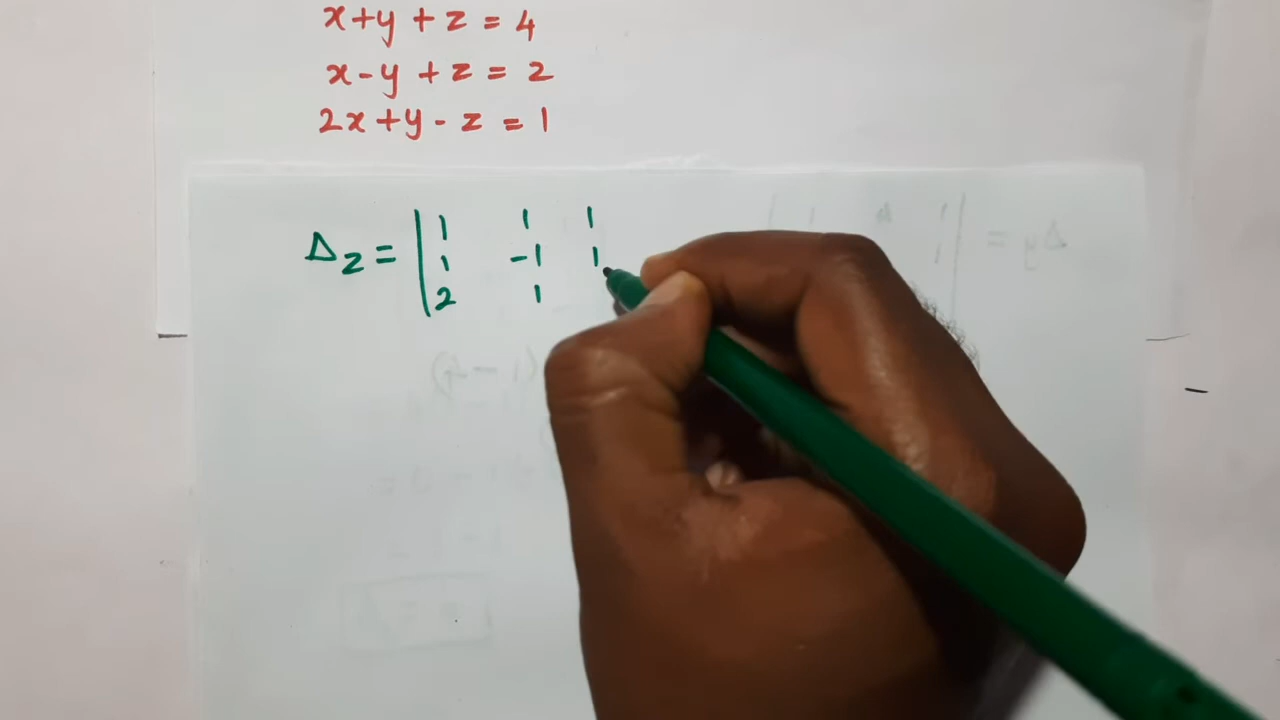 x+y+z=4
x-y+z=2
2x+y-z=1
Δz= | 1 1 1
1 -1 1
2 1